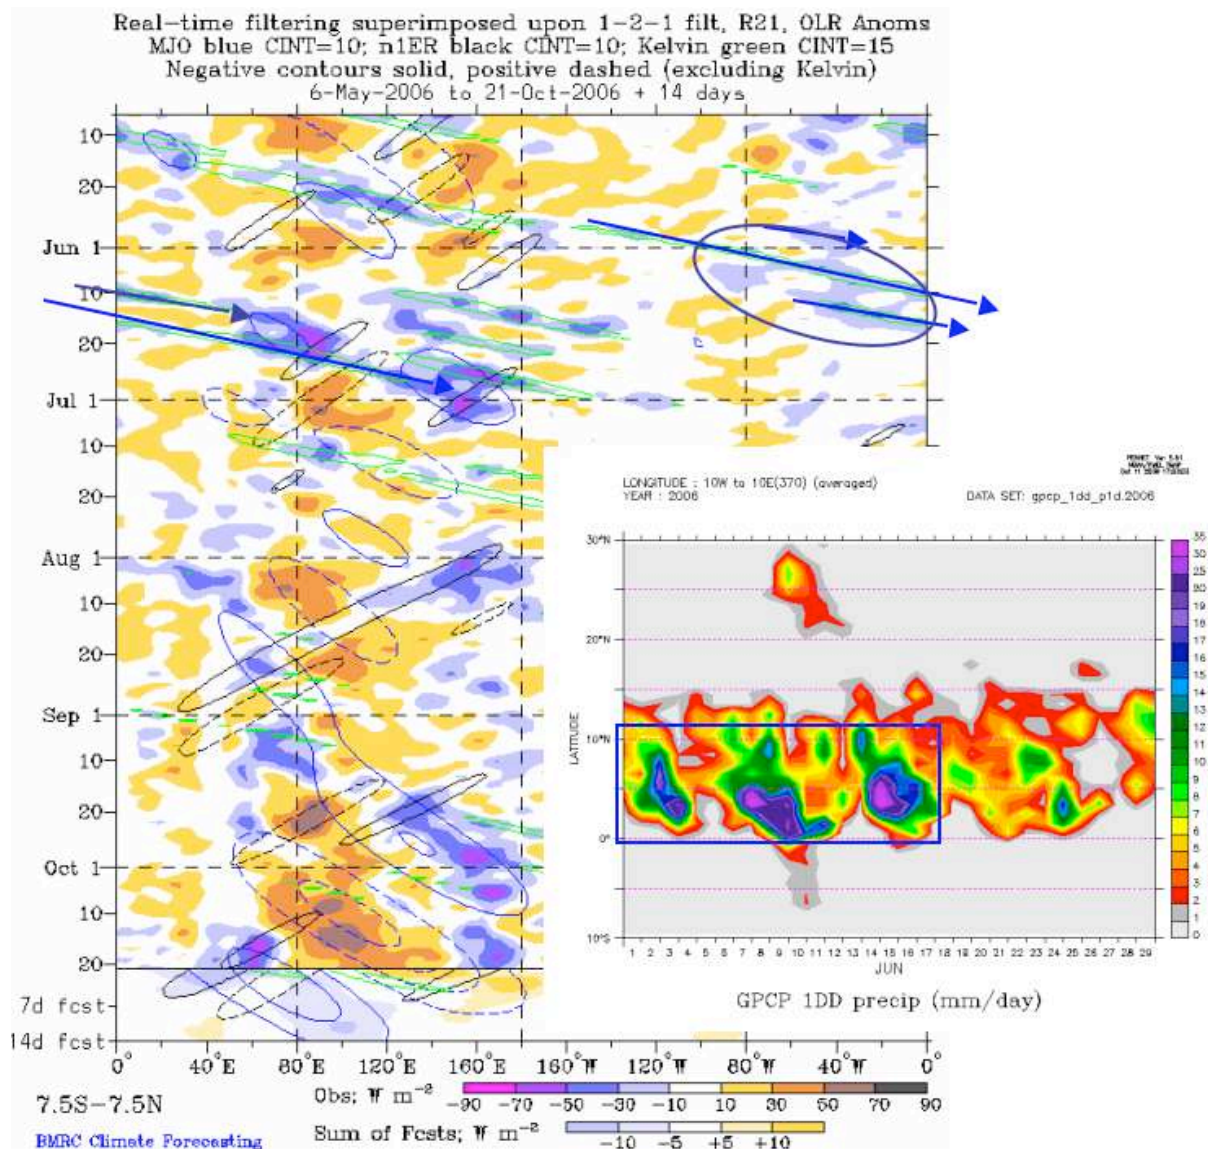 Real-time filtering superimposed upon 1-2-1 filt, R21, OLR Anoms
MJO blue CINT=10; n1ER black CINT=10; Kelvin green CINT=15
Negative contours solid, positive dashed (excluding Kelvin)
6-May-2006 to 21-Oct-2006 + 14 days
10
20
Jun 1
10
20
Jul 1
10
20
Aug 1
10
20
Sep 1
10
20
Oct 1
10
20
7d fcst
14d fcst
0° 40°E 80°E 120°E 160°E 160°W 120°W 80°W 40°W 0°
Obs; W m-2
-90 -70 -50 -30 -10 10 30 50 70 90
7.5S-7.5N
Sum of Fcsts; W m-2
-10 -5 +5 +10
BMRC Climate Forecasting
LONGITUDE : 10W to 10E(370) (averaged)
YEAR : 2006
DATA SET: gpcp_1dd_p1d.2006
30°N
20°N
10°N
0°
10°S
LATITUDE
1 2 3 4 5 6 7 8 9 10 11 12 13 14 15 16 17 18 19 20 21 22 23 24 25 26 27 28 29
JUN
GPCP 1DD precip (mm/day)
35
30
25
19
17
16
14
12
11
10
9
8
7
6
5
4
3
2
1
0